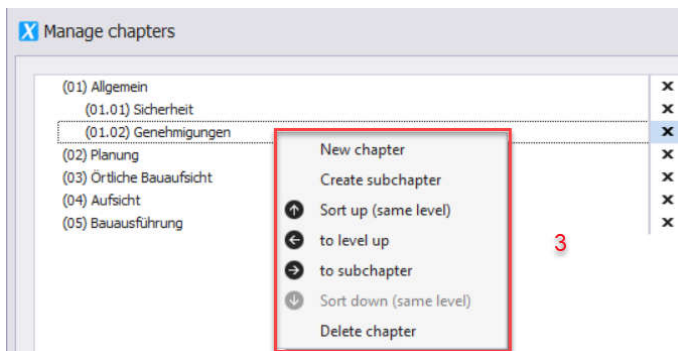 X Manage chapters
(01) Allgemein
(01.01) Sicherheit
(01.02) Genehmigungen
(02) Planung
(03) Örtliche Bauaufsicht
(04) Aufsicht
(05) Bauausführung
New chapter
Create subchapter
Sort up (same level)
to level up
to subchapter
Sort down (same level)
Delete chapter
3